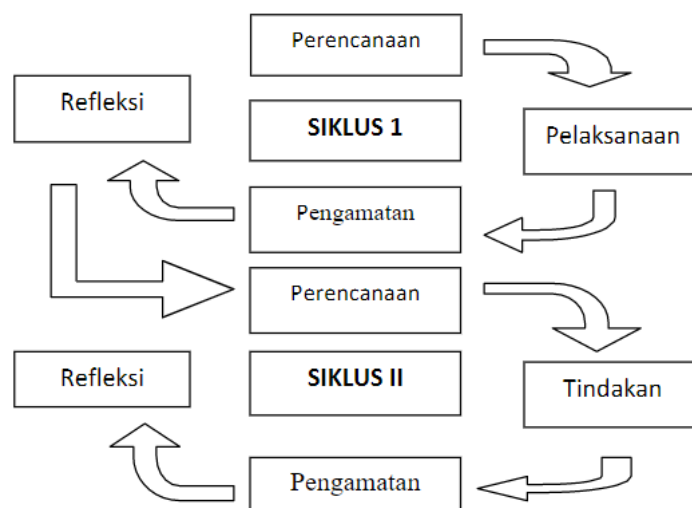 Perencanaan
Refleksi
SIKLUS 1
Pelaksanaan
Pengamatan
Perencanaan
Refleksi
SIKLUS II
Tindakan
Pengamatan